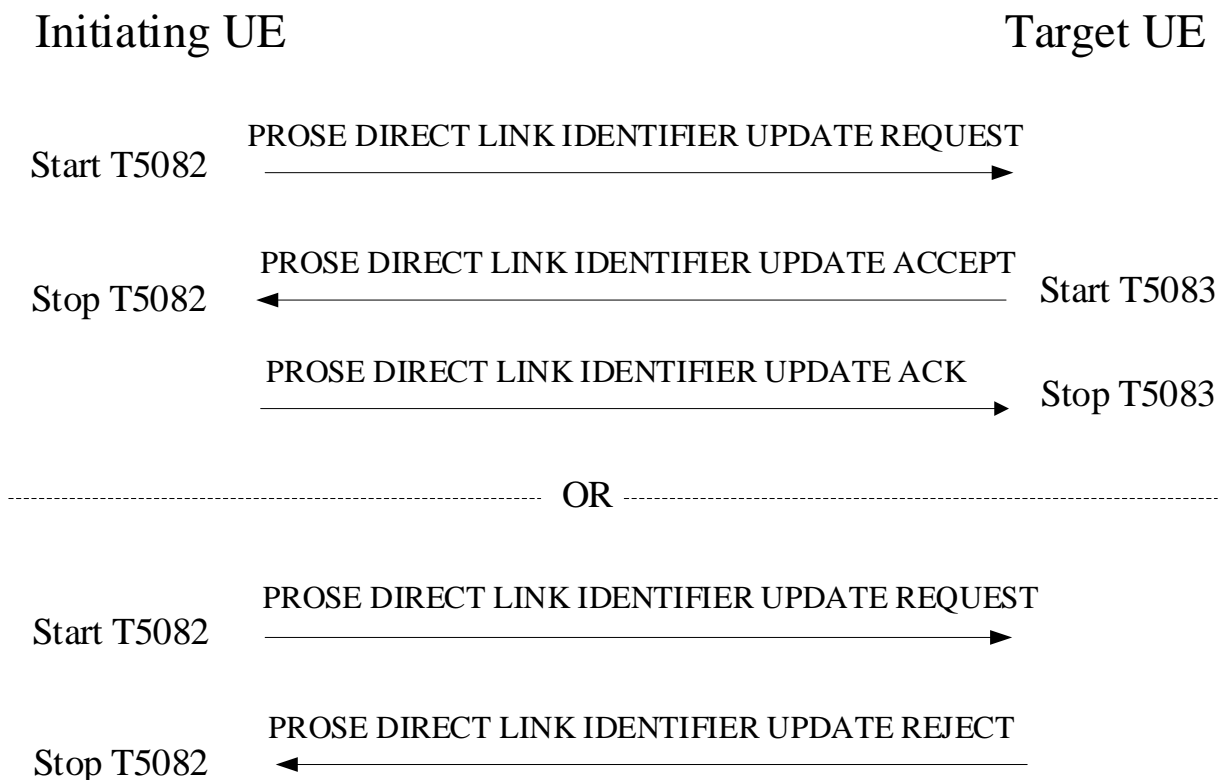 Initiating UE
Target UE
PROSE DIRECT LINK IDENTIFIER UPDATE REQUEST
Start T5082
PROSE DIRECT LINK IDENTIFIER UPDATE ACCEPT
Stop T5082
Start T5083
PROSE DIRECT LINK IDENTIFIER UPDATE ACK
Stop T5083
OR
PROSE DIRECT LINK IDENTIFIER UPDATE REQUEST
Start T5082
PROSE DIRECT LINK IDENTIFIER UPDATE REJECT
Stop T5082